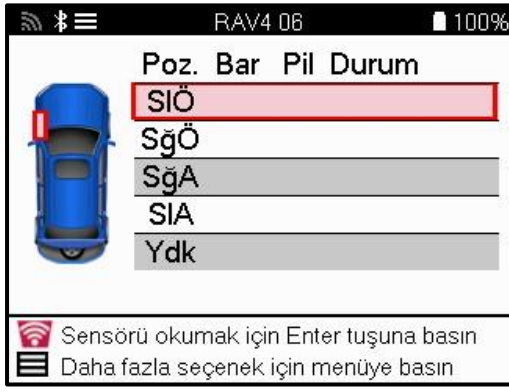 RAV4 06 100%
Poz. Bar Pil Durum
SlÖ
SğÖ
SğA
SlA
Ydk
Sensörü okumak için Enter tuşuna basın
Daha fazla seçenek için menüye basın